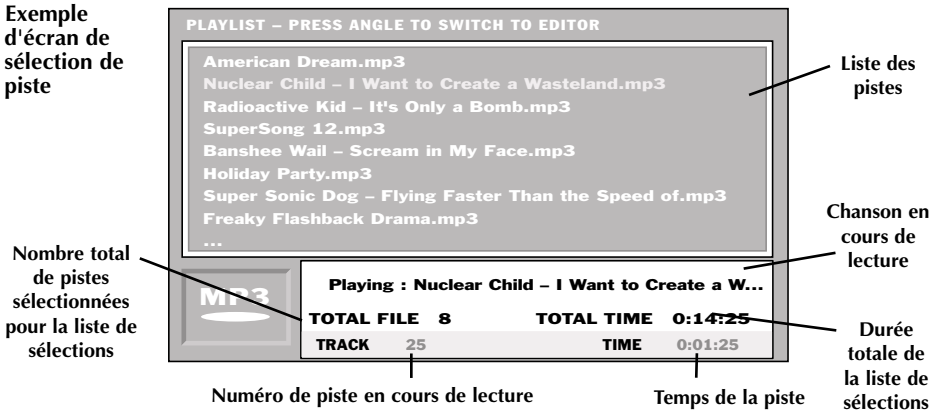 Exemple
d'écran de
sélection de
piste
PLAYLIST – PRESS ANGLE TO SWITCH TO EDITOR
American Dream.mp3
Nuclear Child – I Want to Create a Wasteland.mp3
Radioactive Kid – It's Only a Bomb.mp3
SuperSong 12.mp3
Banshee Wail – Scream in My Face.mp3
Holiday Party.mp3
Super Sonic Dog – Flying Faster Than the Speed of.mp3
Freaky Flashback Drama.mp3
...
Liste des
pistes
Chanson en
cours de
lecture
Nombre total
de pistes
sélectionnées
pour la liste de
sélections
MP3
Playing : Nuclear Child – I Want to Create a W...
TOTAL FILE 8 TOTAL TIME 0:14:25
TRACK 25 TIME 0:01:25
Durée
totale de
la liste de
sélections
Numéro de piste en cours de lecture
Temps de la piste